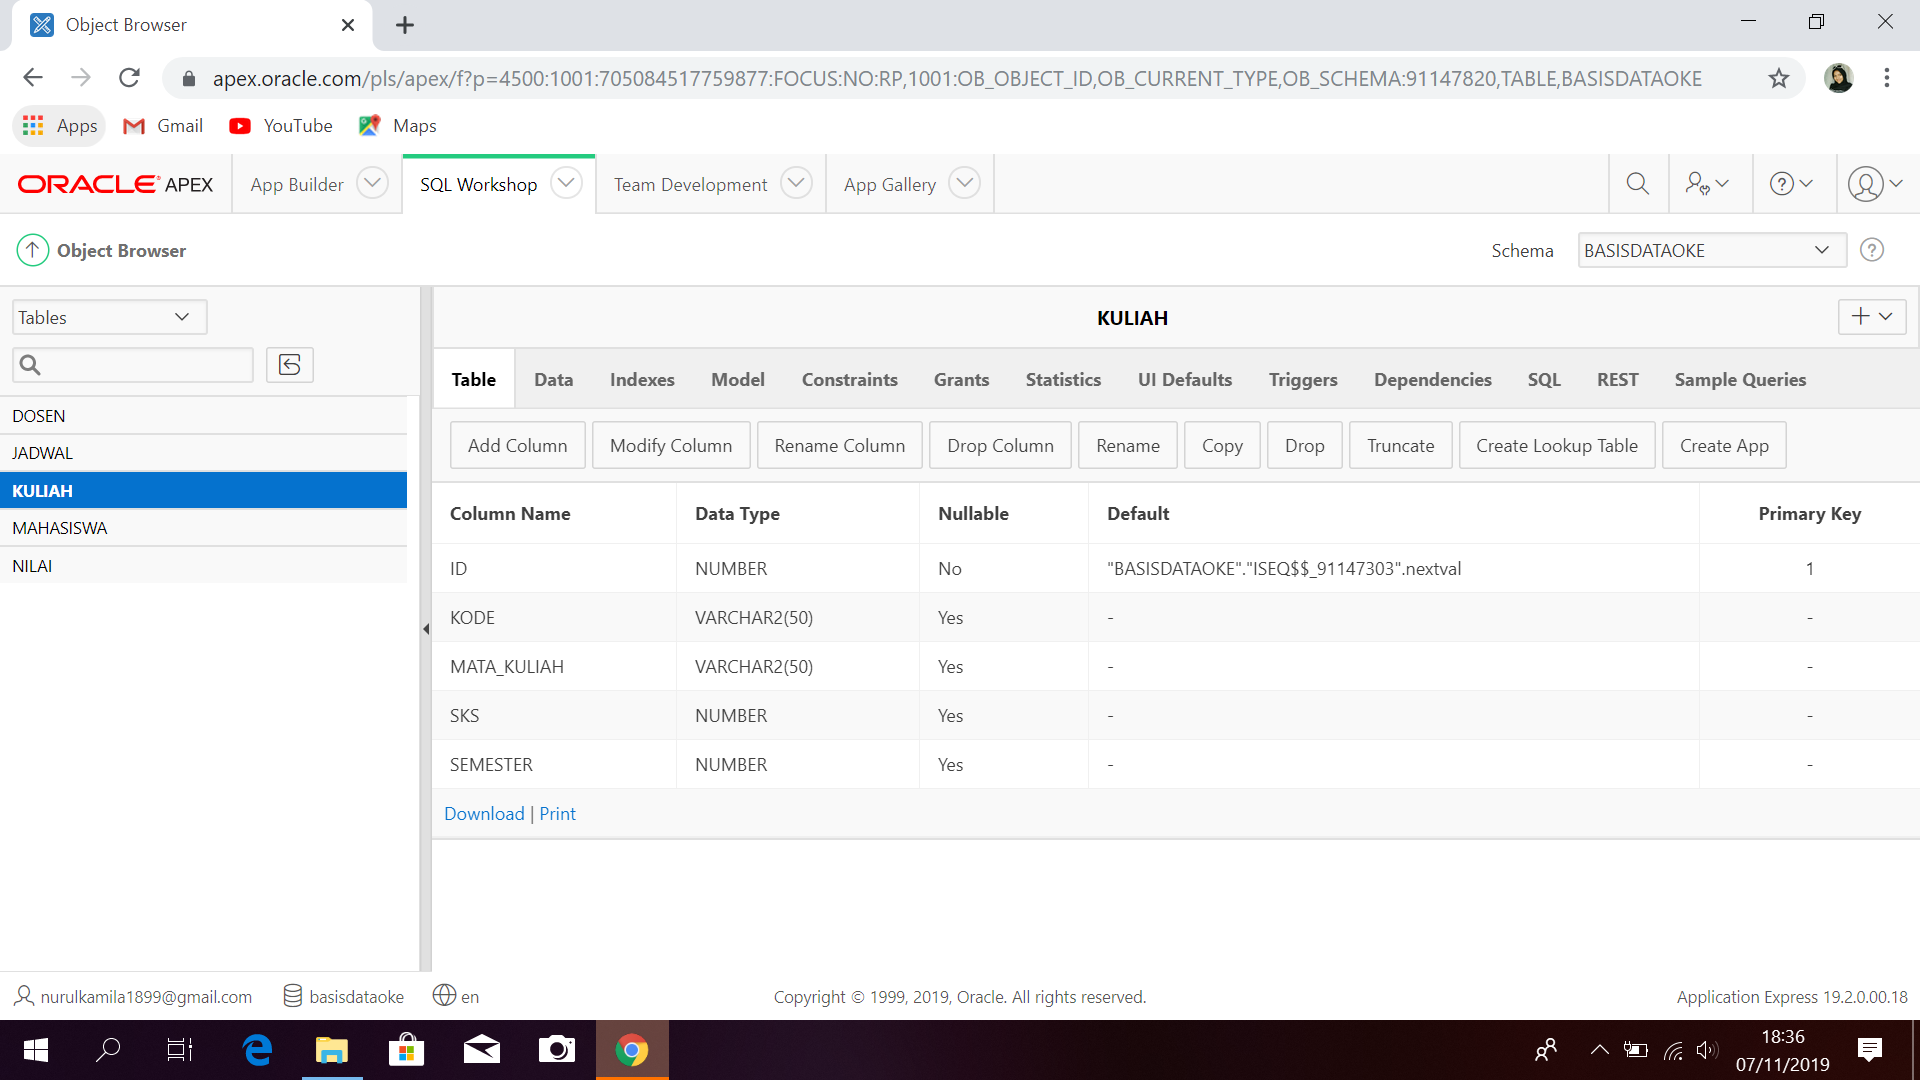 Object Browser
apex.oracle.com/pls/apex/f?p=4500:1001:705084517759877:FOCUS:NO:RP,1001:OB_OBJECT_ID,OB_CURRENT_TYPE,OB_SCHEMA:91147820,TABLE,BASISDATAOKE
Apps Gmail YouTube Maps
ORACLE APEX App Builder SQL Workshop Team Development App Gallery
Object Browser Schema BASISDATAOKE
Tables
KULIAH
Table Data Indexes Model Constraints Grants Statistics UI Defaults Triggers Dependencies SQL REST Sample Queries
Add Column Modify Column Rename Column Drop Column Rename Copy Drop Truncate Create Lookup Table Create App
DOSEN
JADWAL
KULIAH
MAHASISWA
NILAI
Column Name Data Type Nullable Default Primary Key
ID NUMBER No "BASISDATAOKE"."ISEQ$$_91147303".nextval 1
KODE VARCHAR2(50) Yes - -
MATA_KULIAH VARCHAR2(50) Yes - -
SKS NUMBER Yes - -
SEMESTER NUMBER Yes - -
Download | Print
nurulkamila1899@gmail.com basisdataoke en Copyright © 1999, 2019, Oracle. All rights reserved. Application Express 19.2.0.00.18
18:36
07/11/2019